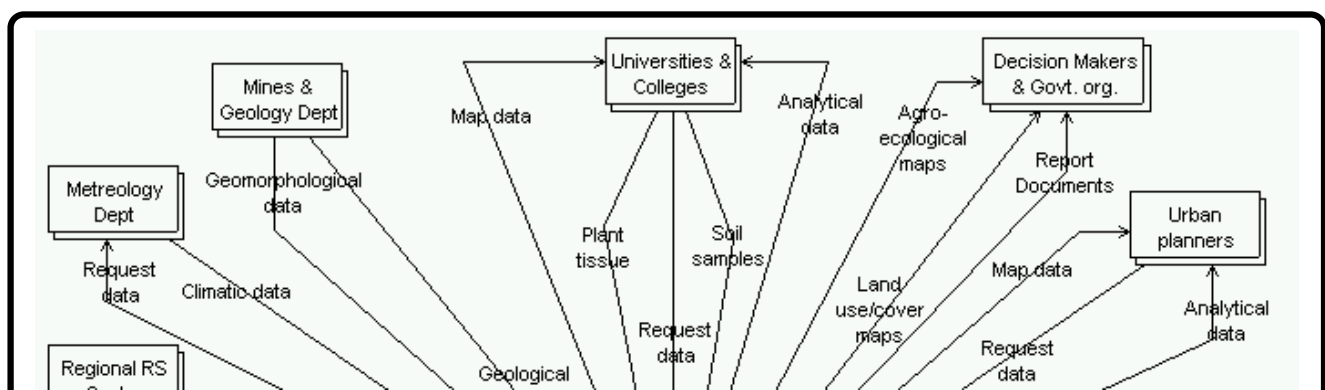 Universities &
Colleges
Decision Makers
& Govt. org.
Mines &
Geology Dept
Map data
Analytical
data
Agro-
ecological
maps
Report
Documents
Metreology
Dept
Geomorphological
data
Urban
planners
Plant
tissue
Soil
samples
Request
data
Climatic data
Map data
Land
use/cover
maps
Analytical
data
Request
data
Request
data
Regional RS
Geological